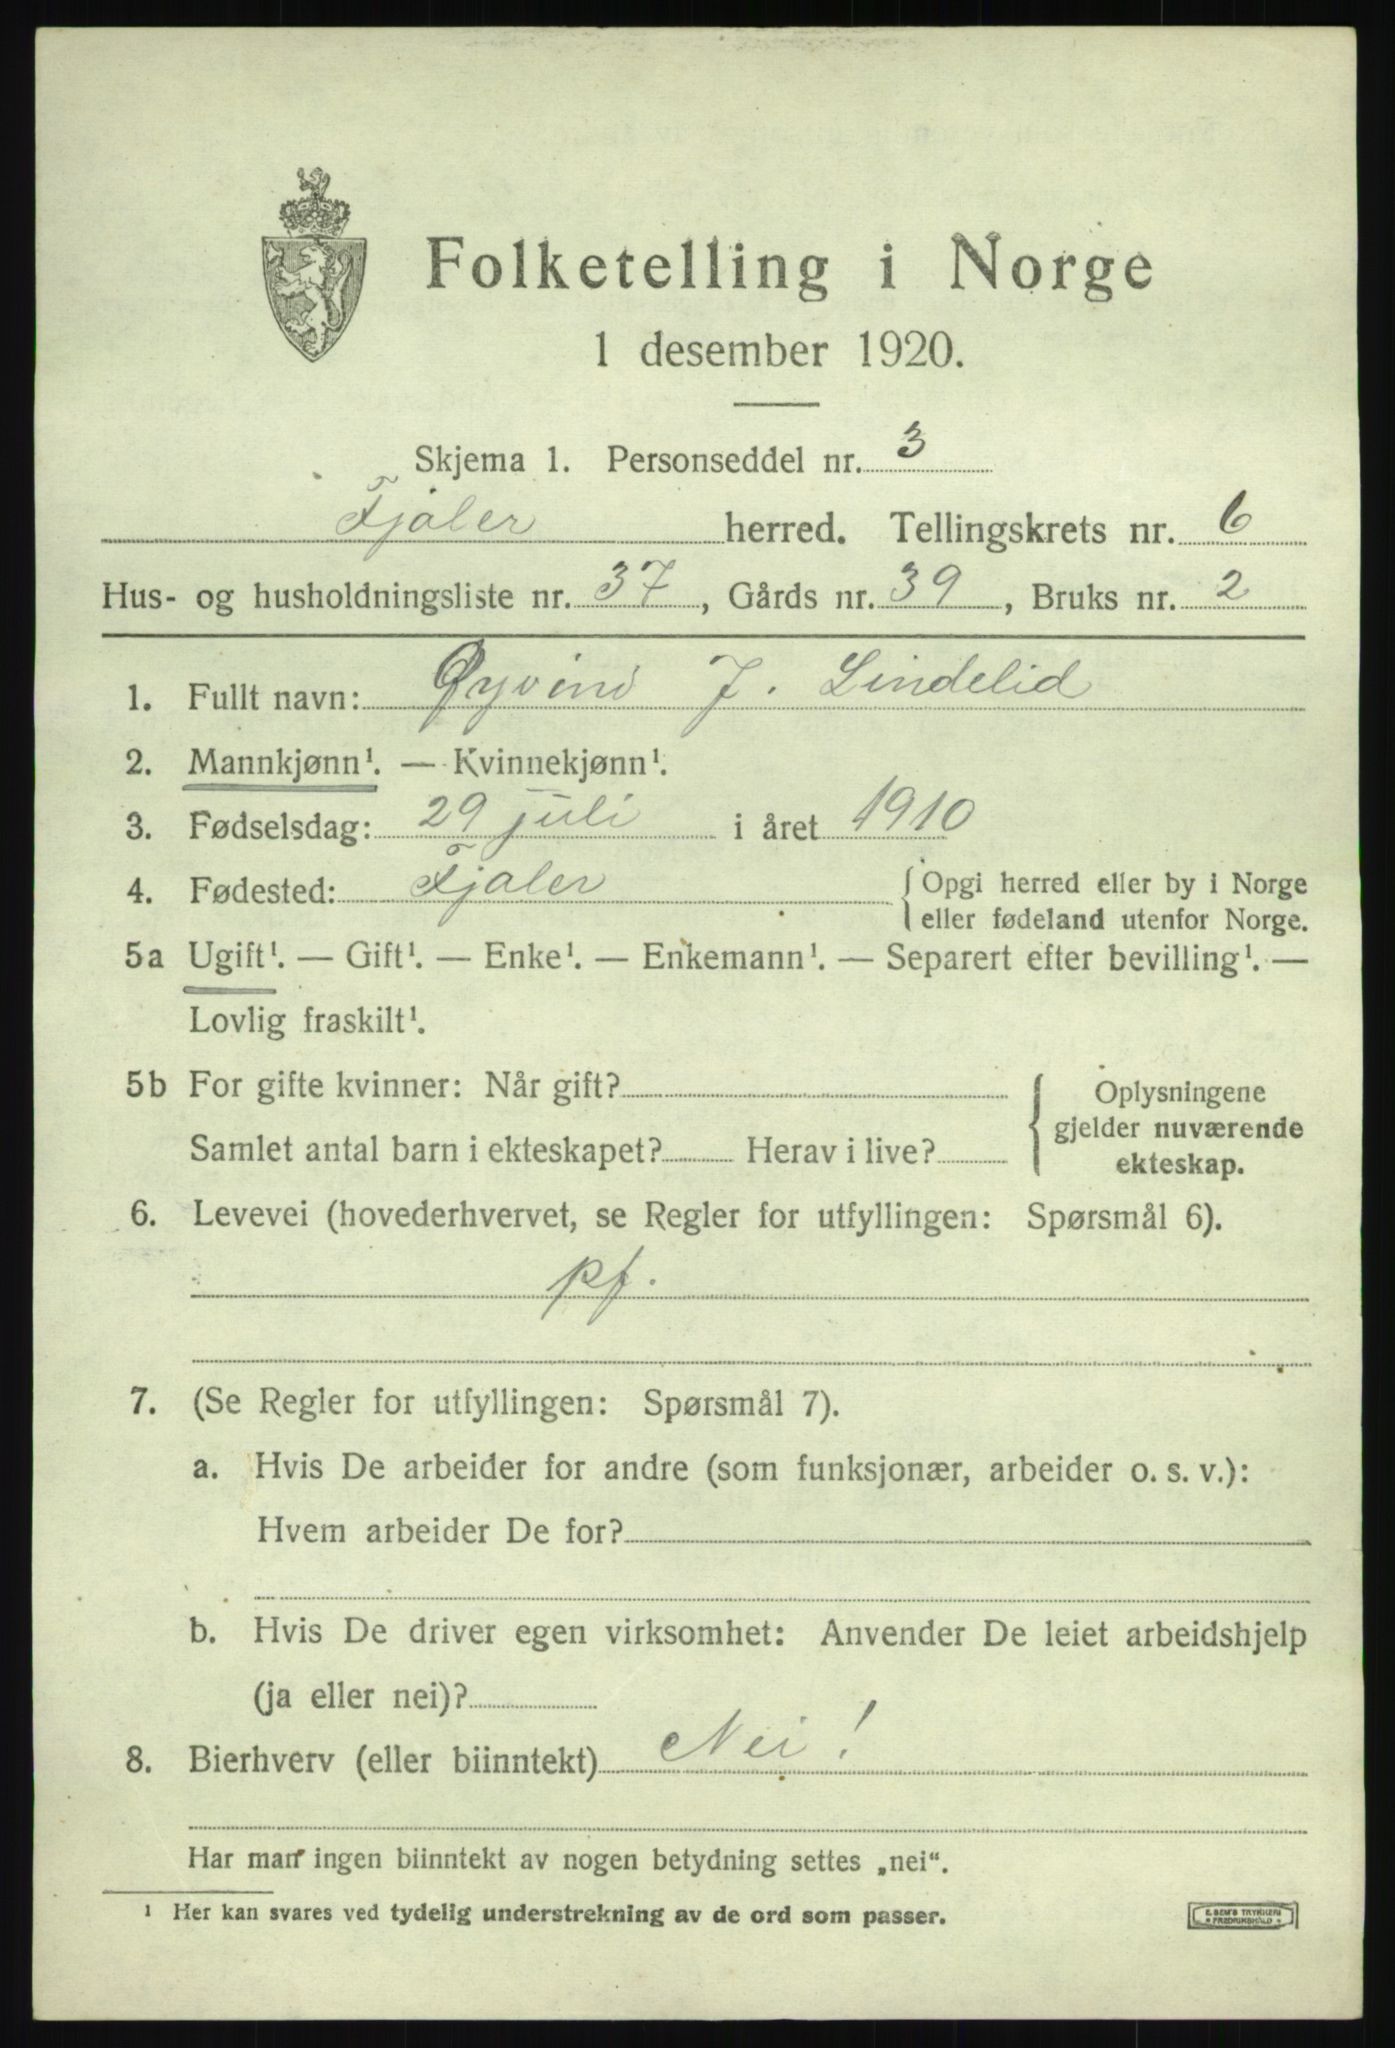 Folketelling i Norge
1 desember 1920.
Skjema 1. Personseddel nr. 3
Fjaler herred. Tellingskrets nr. 6
Hus- og husholdningsliste nr. 37, Gårds nr. 39, Bruks nr. 2
1. Fullt navn: Øyvind J. Lindelid
2. Mannkjønn¹. — Kvinnekjønn¹.
3. Fødselsdag: 29 juli i året 1910
4. Fødested: Fjaler {Opgi herred eller by i Norge
eller fødeland utenfor Norge.
5a Ugift¹. — Gift¹. — Enke¹. — Enkemann¹. — Separert efter bevilling¹. —
Lovlig fraskilt¹.
5b For gifte kvinner: Når gift?
Samlet antal barn i ekteskapet? Herav i live?
{Oplysningene
gjelder nuværende
ekteskap.
6. Levevei (hovederhvervet, se Regler for utfyllingen: Spørsmål 6).
pf.
7. (Se Regler for utfyllingen: Spørsmål 7).
a. Hvis De arbeider for andre (som funksjonær, arbeider o. s. v.):
Hvem arbeider De for?
b. Hvis De driver egen virksomhet: Anvender De leiet arbeidshjelp
(ja eller nei)?
8. Bierhverv (eller biinntekt) Nei!
Har man ingen biinntekt av nogen betydning settes „nei“.
¹ Her kan svares ved tydelig understrekning av de ord som passer.
E. SEM'S TRYKKERI
• FREDRIKSHALD •